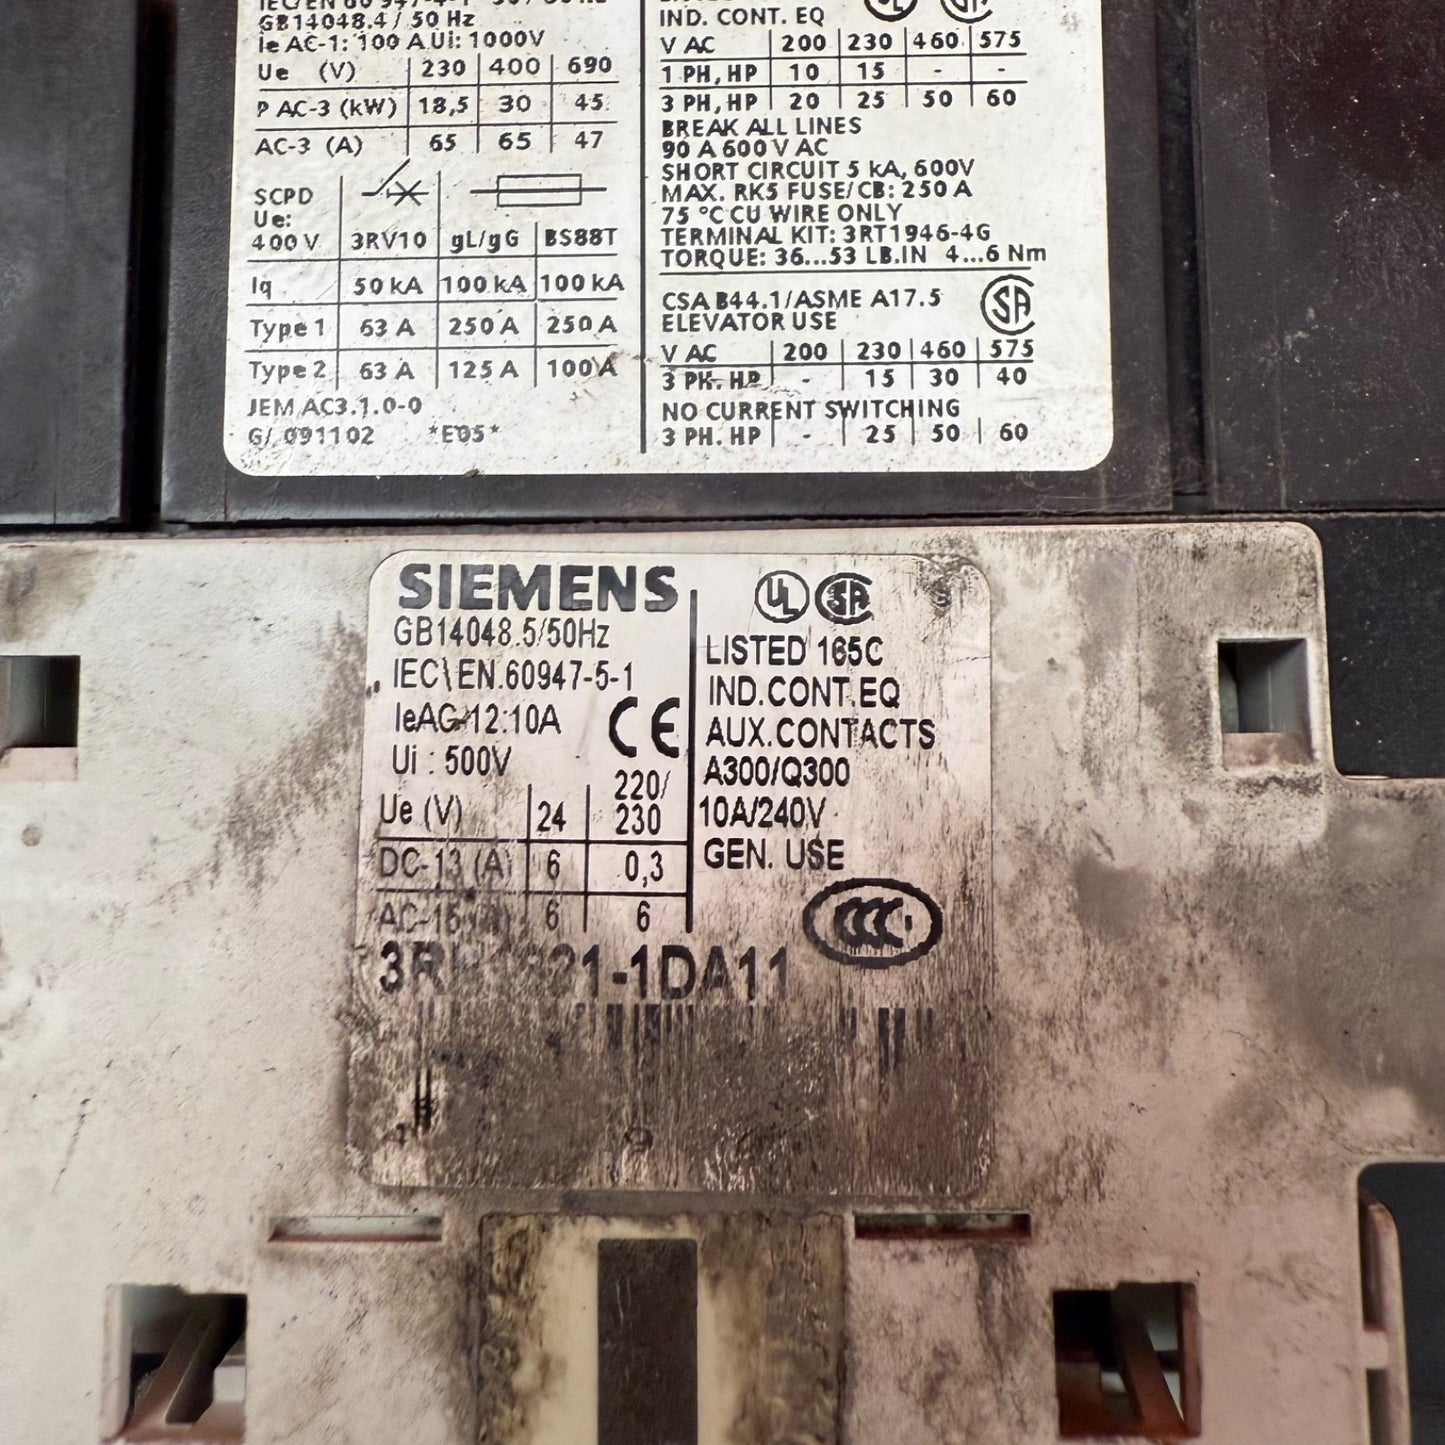 GB14048.4/ 50 Hz
Ie AC-1: 100 A Ui: 1000V
Ue (V) 230 400 690
P AC-3 (kW) 18,5 30 45
AC-3 (A) 65 65 47
SCPD
Ue:
400 V 3RV10 gL/gG BS88T
Iq 50 kA 100 kA 100 kA
Type 1 63 A 250 A 250 A
Type 2 63 A 125 A 100 A
JEM AC3.1.0-0
G/ 091102 *E05*
IND. CONT. EQ
V AC 200 230 460 575
1 PH, HP 10 15 - -
3 PH, HP 20 25 50 60
BREAK ALL LINES
90 A 600 V AC
SHORT CIRCUIT 5 kA, 600V
MAX. RK5 FUSE/CB: 250 A
75 °C CU WIRE ONLY
TERMINAL KIT: 3RT1946-4G
TORQUE: 36...53 LB.IN 4...6 Nm
CSA B44.1/ASME A17.5
ELEVATOR USE
SA
V AC 200 230 460 575
3 PH. HP - 15 30 40
NO CURRENT SWITCHING
3 PH. HP - 25 50 60
SIEMENS
GB14048.5/50Hz
IEC\EN.60947-5-1
12:10A
CE
Ui : 500V
Ue (V) 24 220/
230
DC-13 (A) 6 0,3
6 6
-1DA11
UL SA
LISTED 165C
IND.CONT.EQ
AUX.CONTACTS
A300/Q300
10A/240V
GEN. USE
CCC